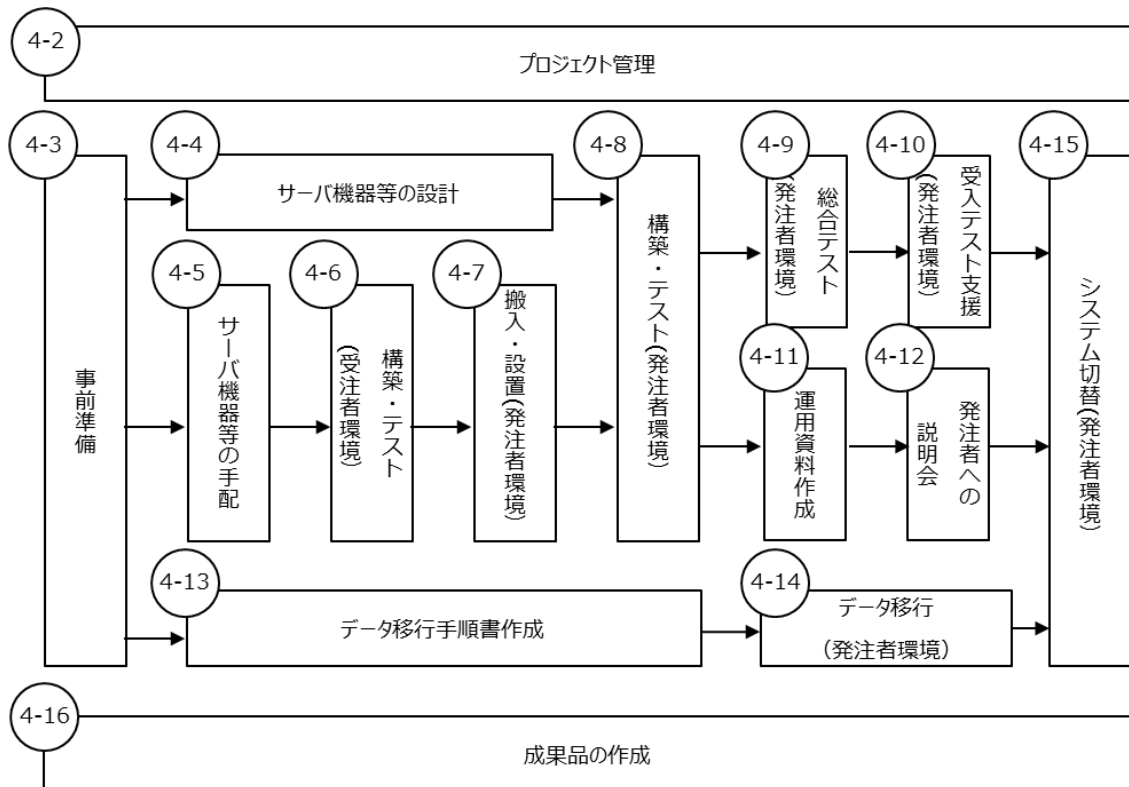 4-2
プロジェクト管理
4-3
事前準備
4-4
サーバ機器等の設計
4-5
サーバ機器等の手配
4-6
構築・テスト
(受注者環境)
4-7
搬入・設置(発注者環境)
4-8
構築・テスト(発注者環境)
4-9
総合テスト
(発注者環境)
4-10
受入テスト支援
(発注者環境)
4-11
運用資料作成
4-12
発注者への
説明会
4-13
データ移行手順書作成
4-14
データ移行
（発注者環境）
4-15
システム切替(発注者環境)
4-16
成果品の作成